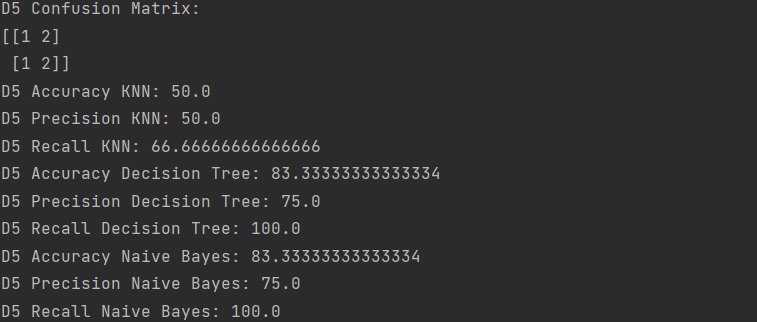 D5 Confusion Matrix:
[[1 2]
 [1 2]]
D5 Accuracy KNN: 50.0
D5 Precision KNN: 50.0
D5 Recall KNN: 66.66666666666666
D5 Accuracy Decision Tree: 83.33333333333334
D5 Precision Decision Tree: 75.0
D5 Recall Decision Tree: 100.0
D5 Accuracy Naive Bayes: 83.33333333333334
D5 Precision Naive Bayes: 75.0
D5 Recall Naive Bayes: 100.0